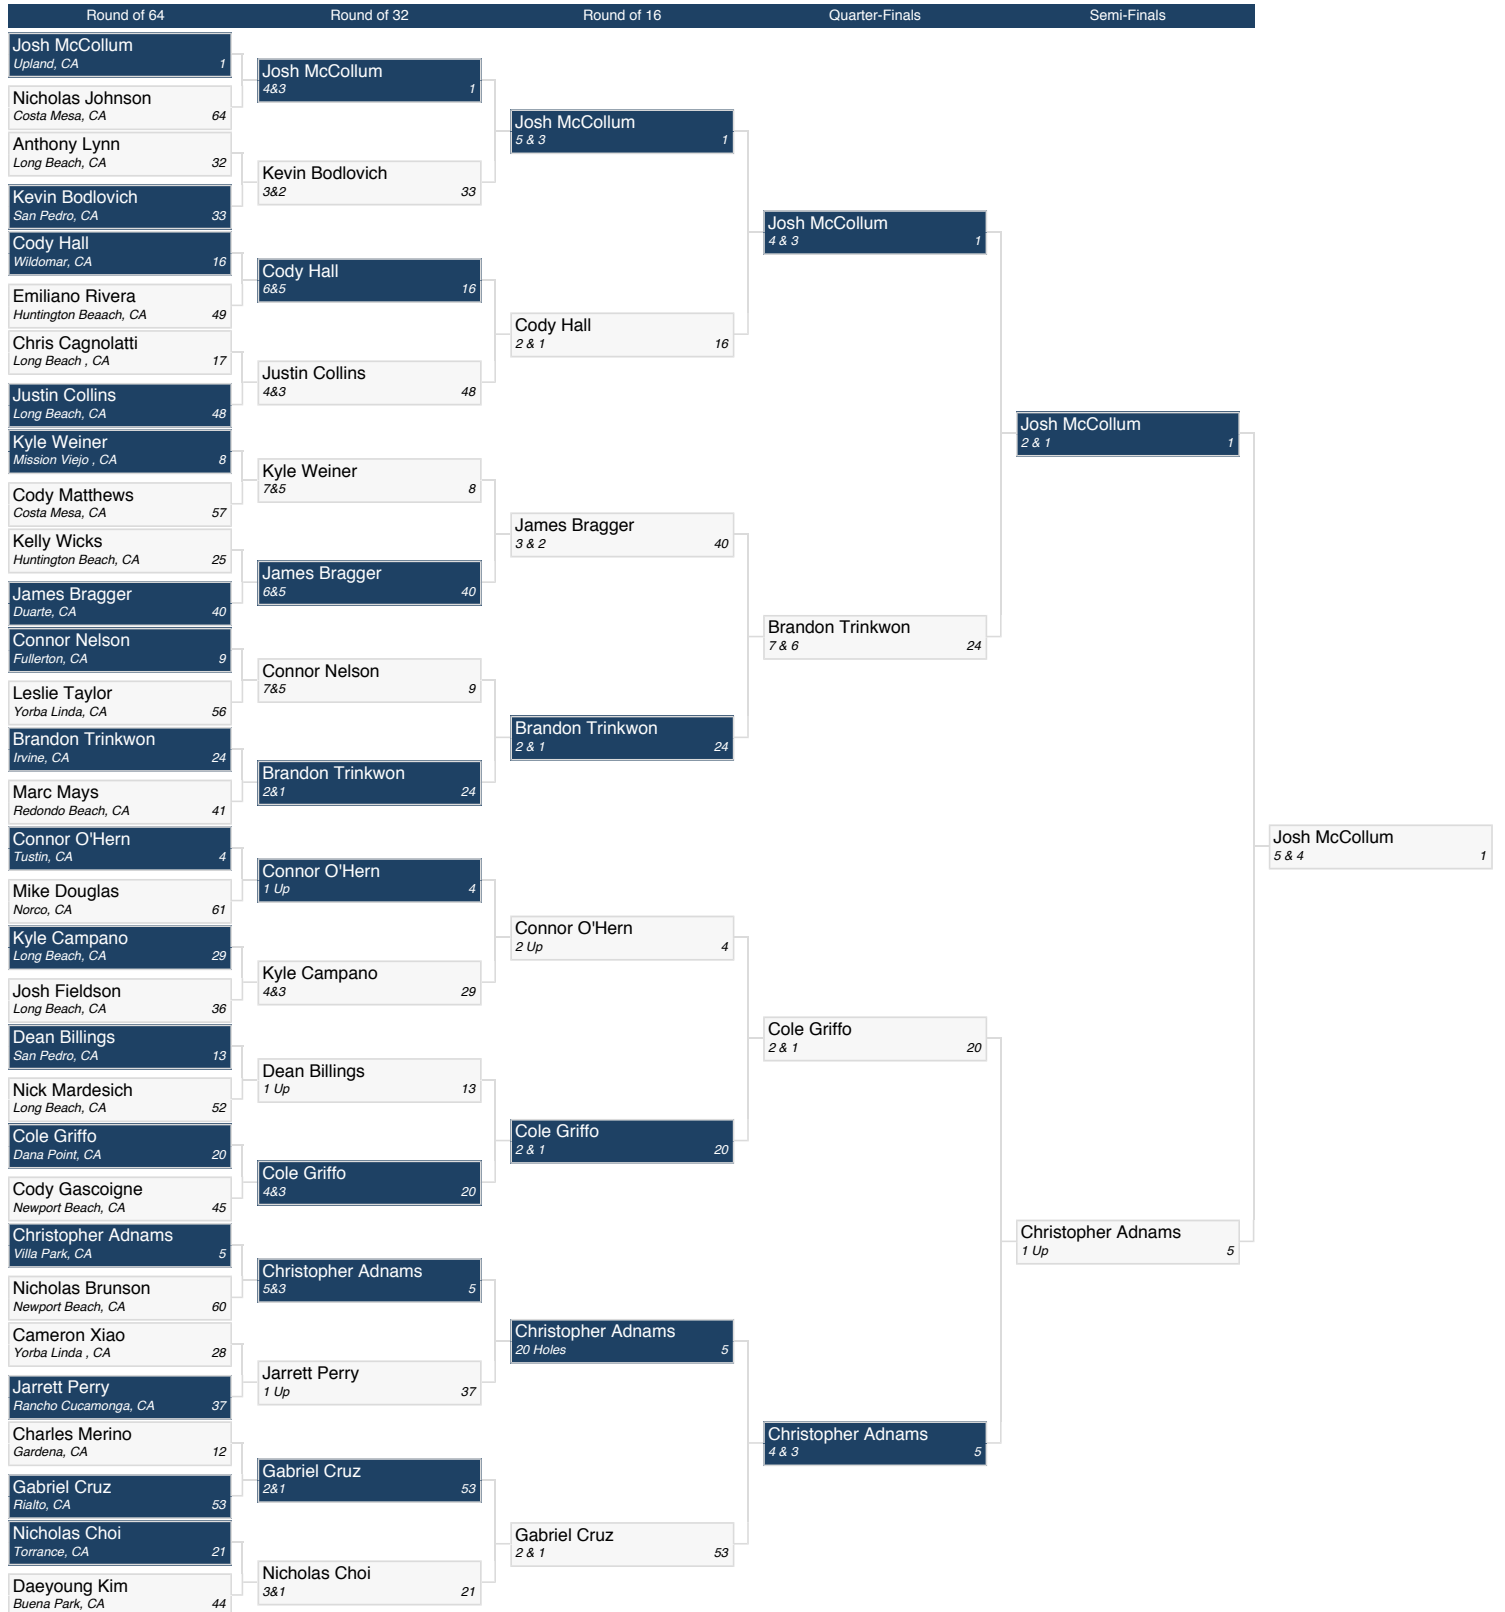 Round of 64
Round of 32
Round of 16
Quarter-Finals
Semi-Finals
Josh McCollum
Upland, CA 1
Nicholas Johnson
Costa Mesa, CA 64
Anthony Lynn
Long Beach, CA 32
Kevin Bodlovich
San Pedro, CA 33
Cody Hall
Wildomar, CA 16
Emiliano Rivera
Huntington Beaach, CA 49
Chris Cagnolatti
Long Beach , CA 17
Justin Collins
Long Beach, CA 48
Kyle Weiner
Mission Viejo , CA 8
Cody Matthews
Costa Mesa, CA 57
Kelly Wicks
Huntington Beach, CA 25
James Bragger
Duarte, CA 40
Connor Nelson
Fullerton, CA 9
Leslie Taylor
Yorba Linda, CA 56
Brandon Trinkwon
Irvine, CA 24
Marc Mays
Redondo Beach, CA 41
Connor O'Hern
Tustin, CA 4
Mike Douglas
Norco, CA 61
Kyle Campano
Long Beach, CA 29
Josh Fieldson
Long Beach, CA 36
Dean Billings
San Pedro, CA 13
Nick Mardesich
Long Beach, CA 52
Cole Griffo
Dana Point, CA 20
Cody Gascoigne
Newport Beach, CA 45
Christopher Adnams
Villa Park, CA 5
Nicholas Brunson
Newport Beach, CA 60
Cameron Xiao
Yorba Linda , CA 28
Jarrett Perry
Rancho Cucamonga, CA 37
Charles Merino
Gardena, CA 12
Gabriel Cruz
Rialto, CA 53
Nicholas Choi
Torrance, CA 21
Daeyoung Kim
Buena Park, CA 44
Josh McCollum
4&3 1
Kevin Bodlovich
3&2 33
Cody Hall
6&5 16
Justin Collins
4&3 48
Kyle Weiner
7&5 8
James Bragger
6&5 40
Connor Nelson
7&5 9
Brandon Trinkwon
2&1 24
Connor O'Hern
1 Up 4
Kyle Campano
4&3 29
Dean Billings
1 Up 13
Cole Griffo
4&3 20
Christopher Adnams
5&3 5
Jarrett Perry
1 Up 37
Gabriel Cruz
2&1 53
Nicholas Choi
3&1 21
Josh McCollum
5 & 3 1
Cody Hall
2 & 1 16
James Bragger
3 & 2 40
Brandon Trinkwon
2 & 1 24
Connor O'Hern
2 Up 4
Cole Griffo
2 & 1 20
Christopher Adnams
20 Holes 5
Gabriel Cruz
2 & 1 53
Josh McCollum
4 & 3 1
Brandon Trinkwon
7 & 6 24
Cole Griffo
2 & 1 20
Christopher Adnams
4 & 3 5
Josh McCollum
2 & 1 1
Christopher Adnams
1 Up 5
Josh McCollum
5 & 4 1